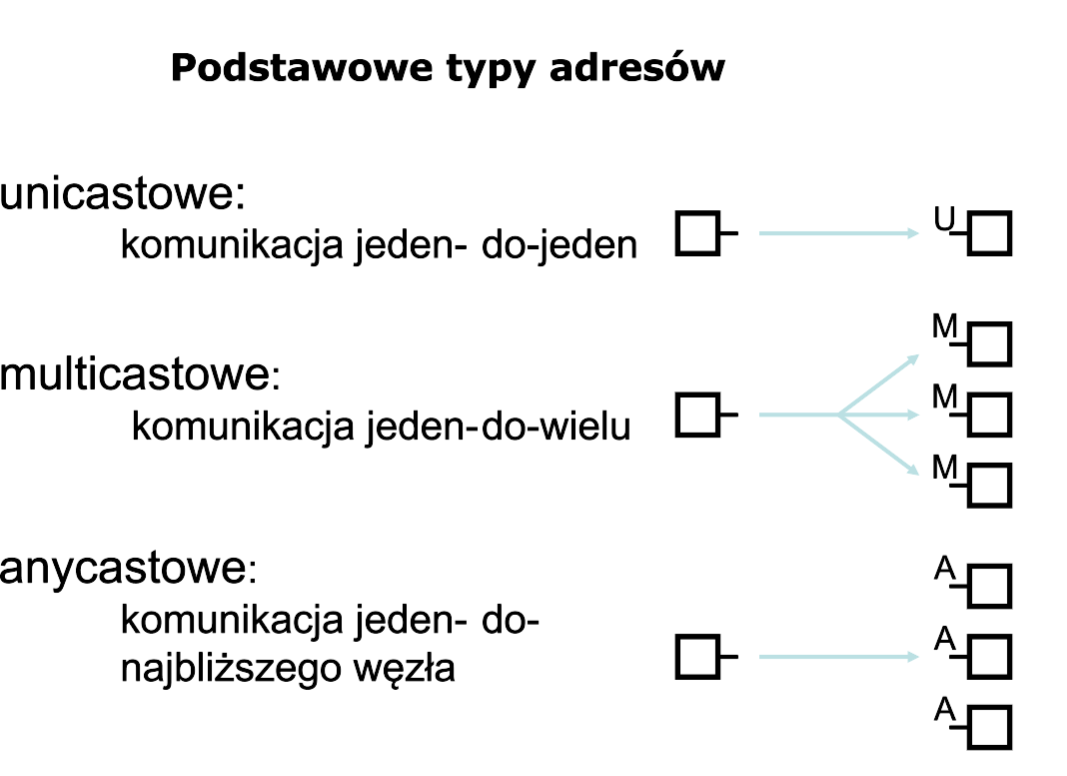 Podstawowe typy adresów
unicastowe:
komunikacja jeden- do-jeden
U
multicastowe:
komunikacja jeden-do-wielu
M
M
M
anycastowe:
komunikacja jeden- do-
najbliższego węzła
A
A
A